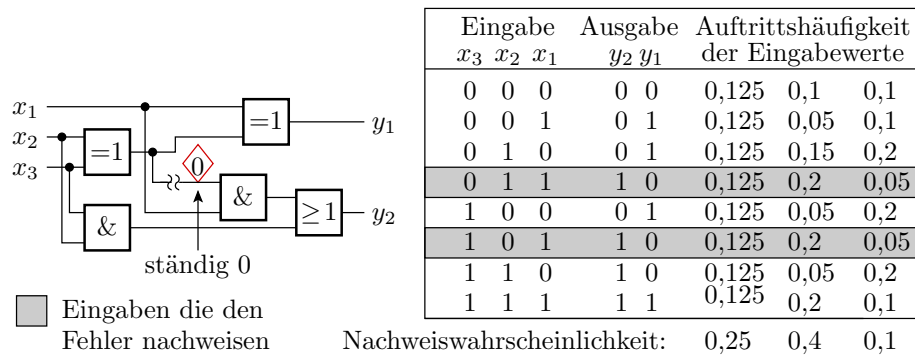 x₁
x₂
x₃
=1
&
0
=1
&
≥1
y₁
y₂
ständig 0
Eingaben die den
Fehler nachweisen
Eingabe Ausgabe Auftrittshäufigkeit
x₃ x₂ x₁ y₂ y₁ der Eingabewerte
0 0 0 0 0 0,125 0,1 0,1
0 0 1 0 1 0,125 0,05 0,1
0 1 0 0 1 0,125 0,15 0,2
0 1 1 1 0 0,125 0,2 0,05
1 0 0 0 1 0,125 0,05 0,2
1 0 1 1 0 0,125 0,2 0,05
1 1 0 1 0 0,125 0,05 0,2
1 1 1 1 1 0,125 0,2 0,1
Nachweiswahrscheinlichkeit: 0,25 0,4 0,1